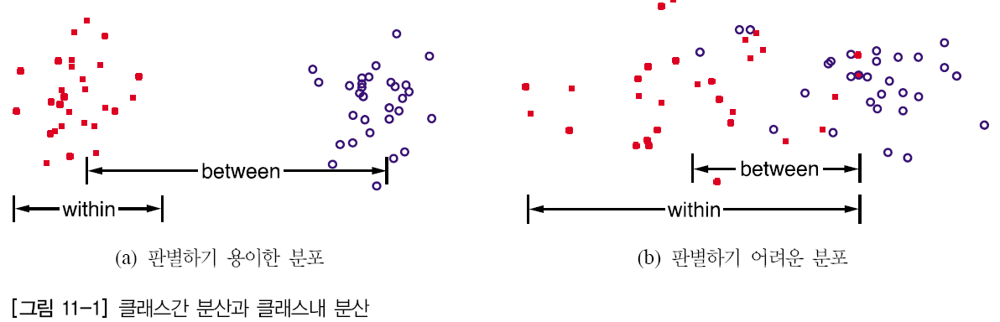 between
between
within
within
(a) 판별하기 용이한 분포
(b) 판별하기 어려운 분포
[그림 11-1] 클래스간 분산과 클래스내 분산